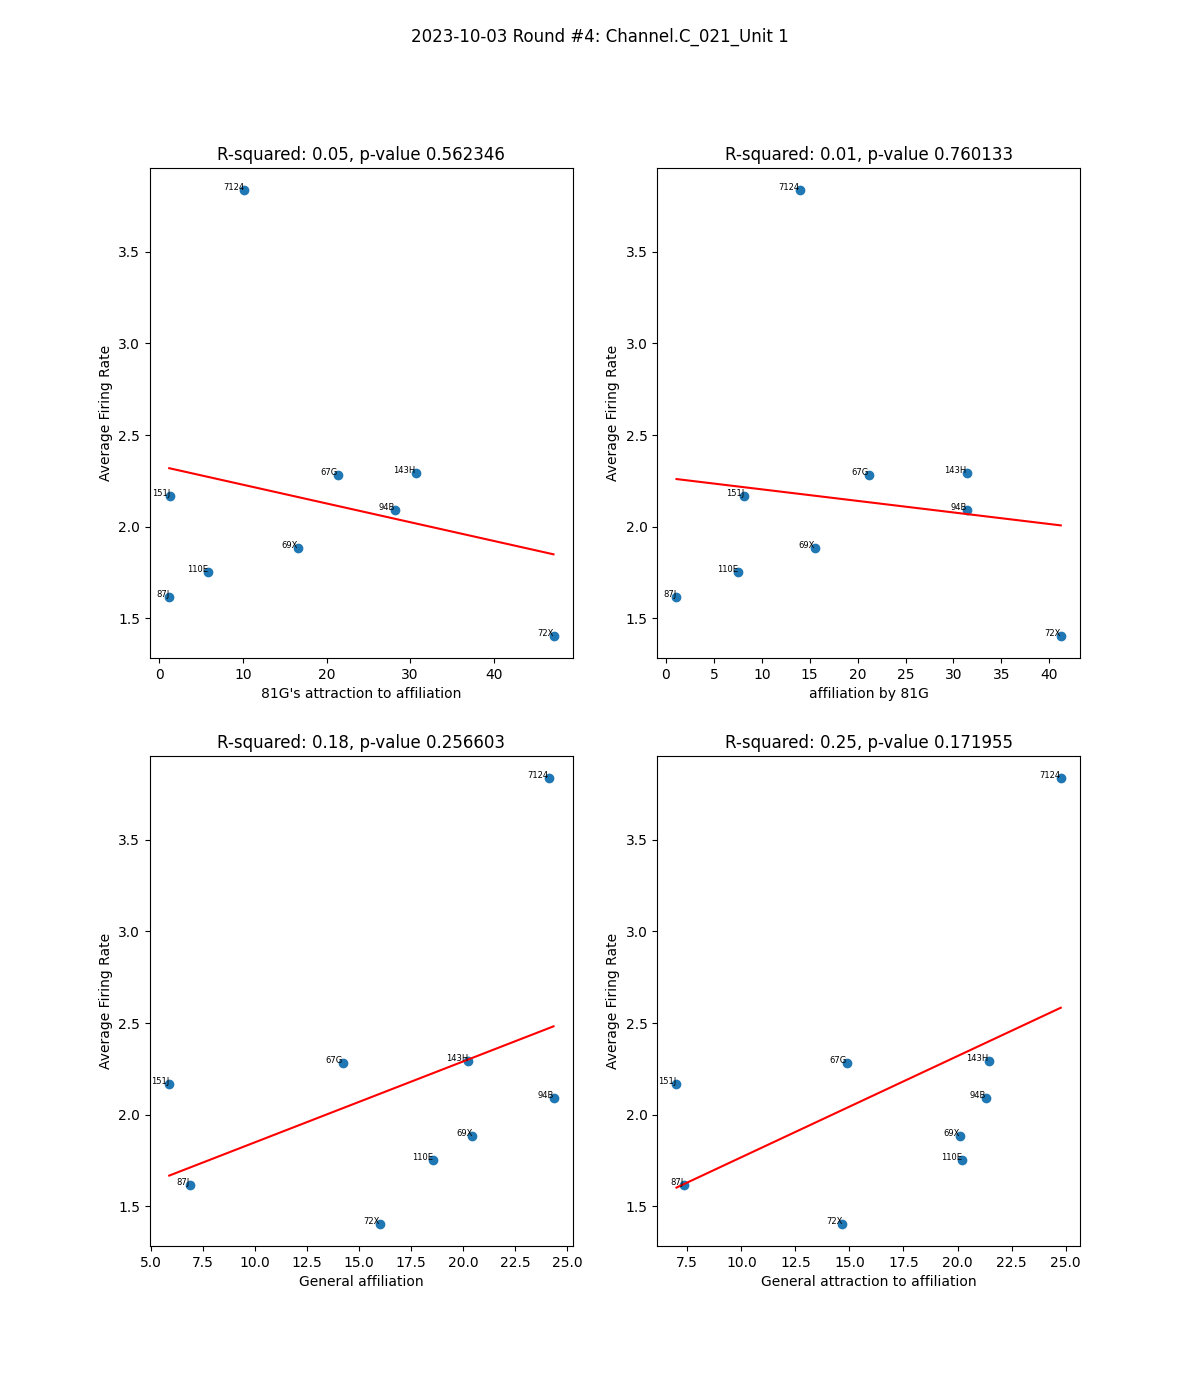 2023-10-03 Round #4: Channel.C_021_Unit 1
R-squared: 0.05, p-value 0.562346
7124
3.5
3.0
2.5
2.0
1.5
Average Firing Rate
67G
143H
151J
94B
69X
110E
87J
72X
0 10 20 30 40
81G's attraction to affiliation
R-squared: 0.01, p-value 0.760133
7124
3.5
3.0
2.5
2.0
1.5
Average Firing Rate
67G
143H
151J
94B
69X
110E
87J
72X
0 5 10 15 20 25 30 35 40
affiliation by 81G
R-squared: 0.18, p-value 0.256603
7124
3.5
3.0
2.5
2.0
1.5
Average Firing Rate
67G
143H
151J
94B
69X
110E
87J
72X
5.0 7.5 10.0 12.5 15.0 17.5 20.0 22.5 25.0
General affiliation
R-squared: 0.25, p-value 0.171955
7124
3.5
3.0
2.5
2.0
1.5
Average Firing Rate
67G
143H
151J
94B
69X
110E
87J
72X
7.5 10.0 12.5 15.0 17.5 20.0 22.5 25.0
General attraction to affiliation